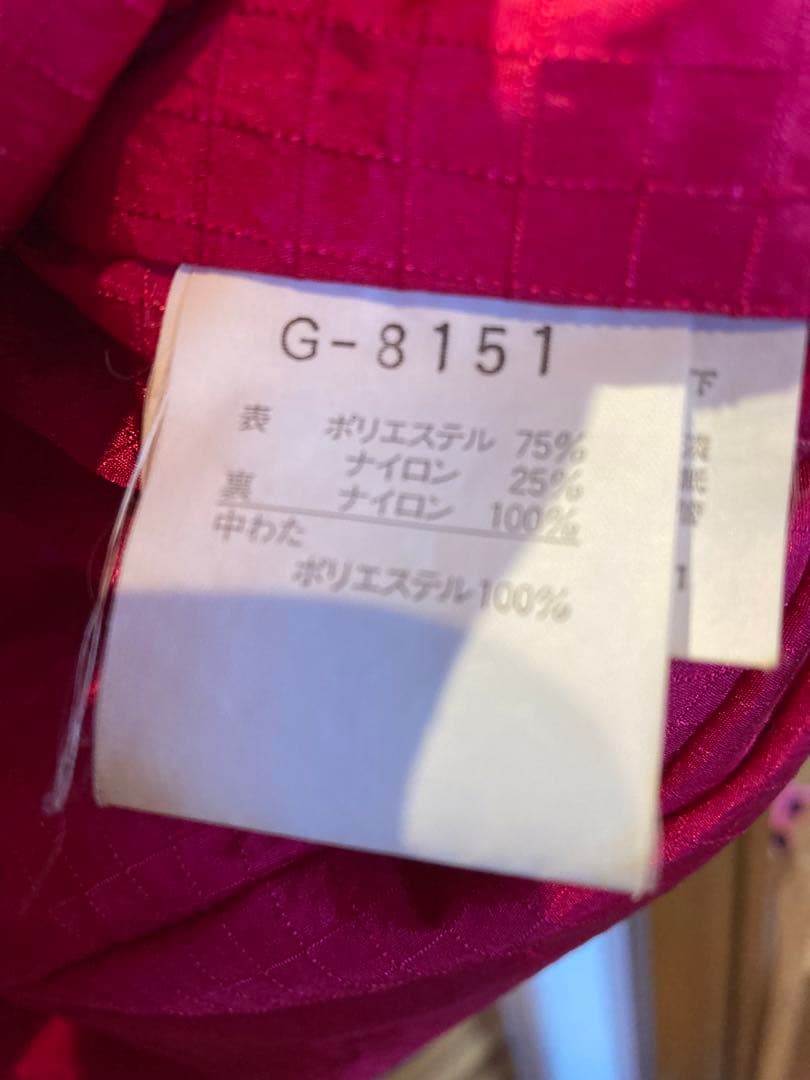 G-8151
表 ポリエステル 75%
ナイロン 25%
裏 ナイロン 100%
中わた
ポリエステル100%
下